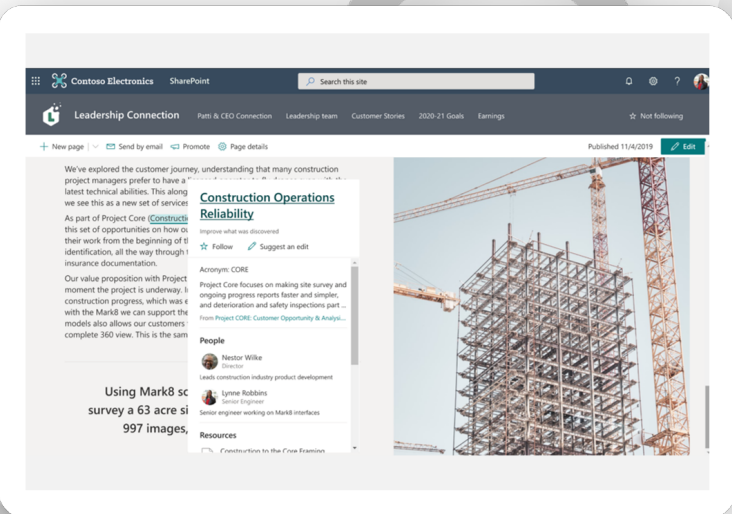 Contoso Electronics
SharePoint
Search this site
?
Leadership Connection
Patti & CEO Connection
Leadership team
Customer Stories
2020-21 Goals
Earnings
Not following
New page
Send by email
Promote
Page details
Published 11/4/2019
Edit
We've explored the customer journey, understanding that many construction
project managers prefer to have a
latest technical abilities. This along
we see this as a new set of services
As part of Project Core (Constructi
this set of opportunities on how ou
their work from the beginning of t
identification, all the way through
insurance documentation.
Our value proposition with Project
moment the project is underway. I
construction progress, which was e
with the Mark8 we can support the
models also allows our customers
complete 360 view. This is the sam
Using Mark8 sc
survey a 63 acre si
997 images,
Construction Operations
Reliability
Improve what was discovered
Follow
Suggest an edit
Acronym: CORE
Project Core focuses on making site survey and
ongoing progress reports faster and simpler,
and deterioration and safety inspections part ...
From Project CORE: Customer Opportunity & Analysi...
People
Nestor Wilke
Director
Leads construction industry product development
Lynne Robbins
Senior Engineer
Senior engineer working on Mark8 interfaces
Resources
Construction to the Core Framing